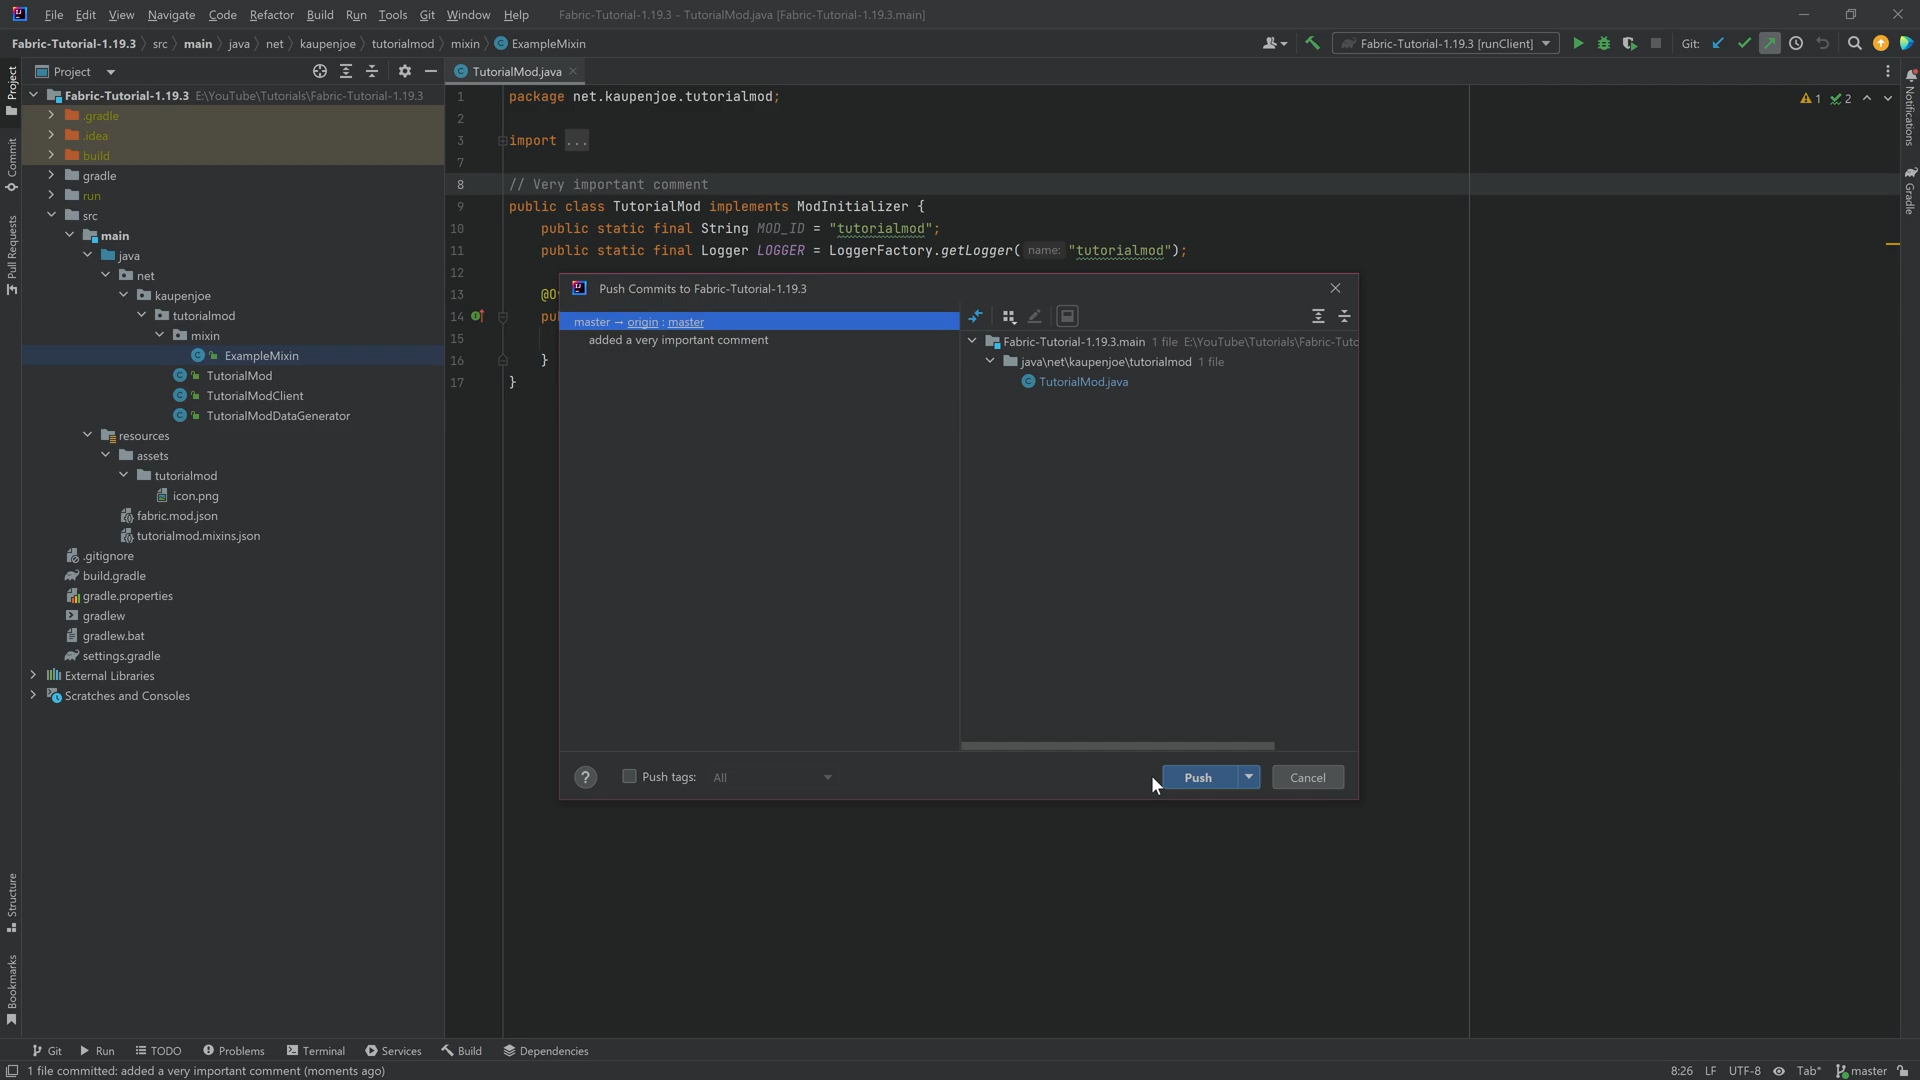 File Edit View Navigate Code Refactor Build Run Tools Git Window Help Fabric-Tutorial-1.19.3 - TutorialMod.java [Fabric-Tutorial-1.19.3.main]
Fabric-Tutorial-1.19.3 src main java net kaupenjoe tutorialmod mixin ExampleMixin
Fabric-Tutorial-1.19.3 [runClient]
Git:
Project
Commit
Pull Requests
Structure
Bookmarks
Project
Fabric-Tutorial-1.19.3 E:\YouTube\Tutorials\Fabric-Tutorial-1.19.3
.gradle
.idea
build
gradle
run
src
main
java
net
kaupenjoe
tutorialmod
mixin
ExampleMixin
TutorialMod
TutorialModClient
TutorialModDataGenerator
resources
assets
tutorialmod
icon.png
fabric.mod.json
tutorialmod.mixins.json
.gitignore
build.gradle
gradle.properties
gradlew
gradlew.bat
settings.gradle
External Libraries
Scratches and Consoles
TutorialMod.java
1 package net.kaupenjoe.tutorialmod;
2
3 import ...
7
8 // Very important comment
9 public class TutorialMod implements ModInitializer {
10 public static final String MOD_ID = "tutorialmod";
11 public static final Logger LOGGER = LoggerFactory.getLogger( name: "tutorialmod");
12
13
14
15
16 }
17 }
1 2
Notifications
Gradle
Push Commits to Fabric-Tutorial-1.19.3
master → origin : master
added a very important comment
Fabric-Tutorial-1.19.3.main 1 file E:\YouTube\Tutorials\Fabric-Tuto
java\net\kaupenjoe\tutorialmod 1 file
TutorialMod.java
? Push tags: All
Push Cancel
Git Run TODO Problems Terminal Services Build Dependencies
1 file committed: added a very important comment (moments ago)
8:26 LF UTF-8 Tab* master